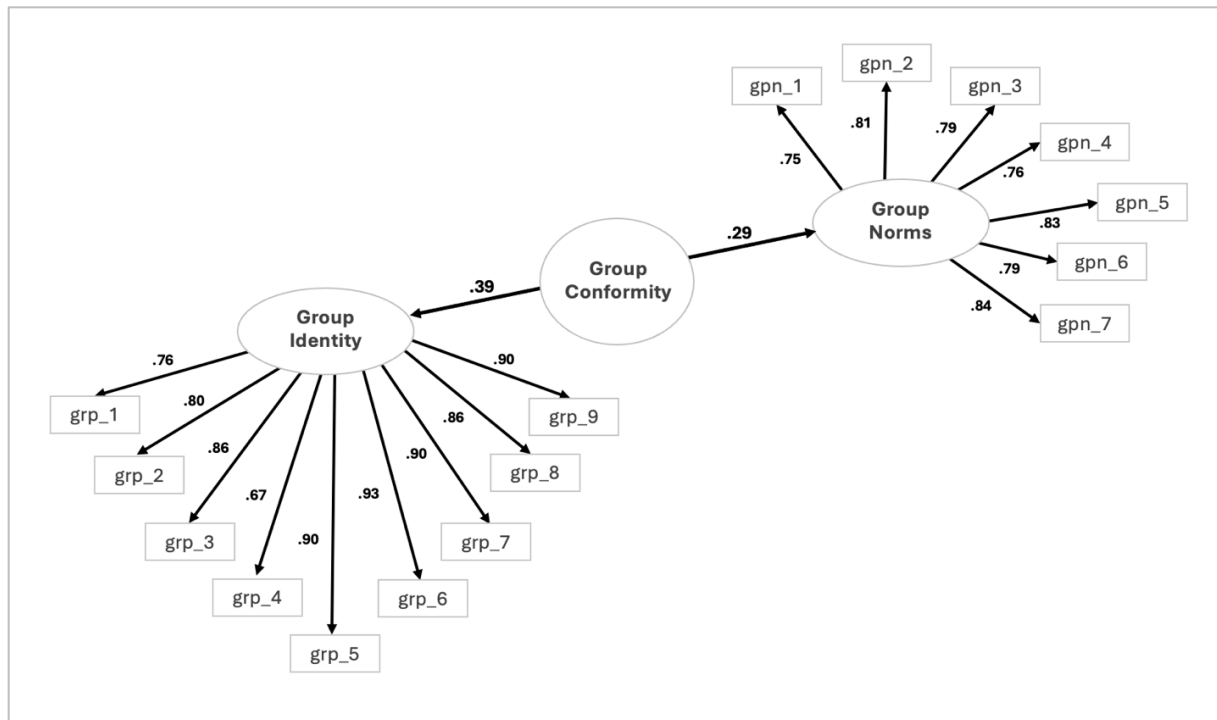 gpn_1
gpn_2
gpn_3
gpn_4
gpn_5
gpn_6
gpn_7
.75
.81
.79
.76
.83
.79
.84
Group
Norms
.29
Group
Conformity
.39
Group
Identity
.76
.80
.86
.67
.90
.93
.90
.86
.90
grp_1
grp_2
grp_3
grp_4
grp_5
grp_6
grp_7
grp_8
grp_9